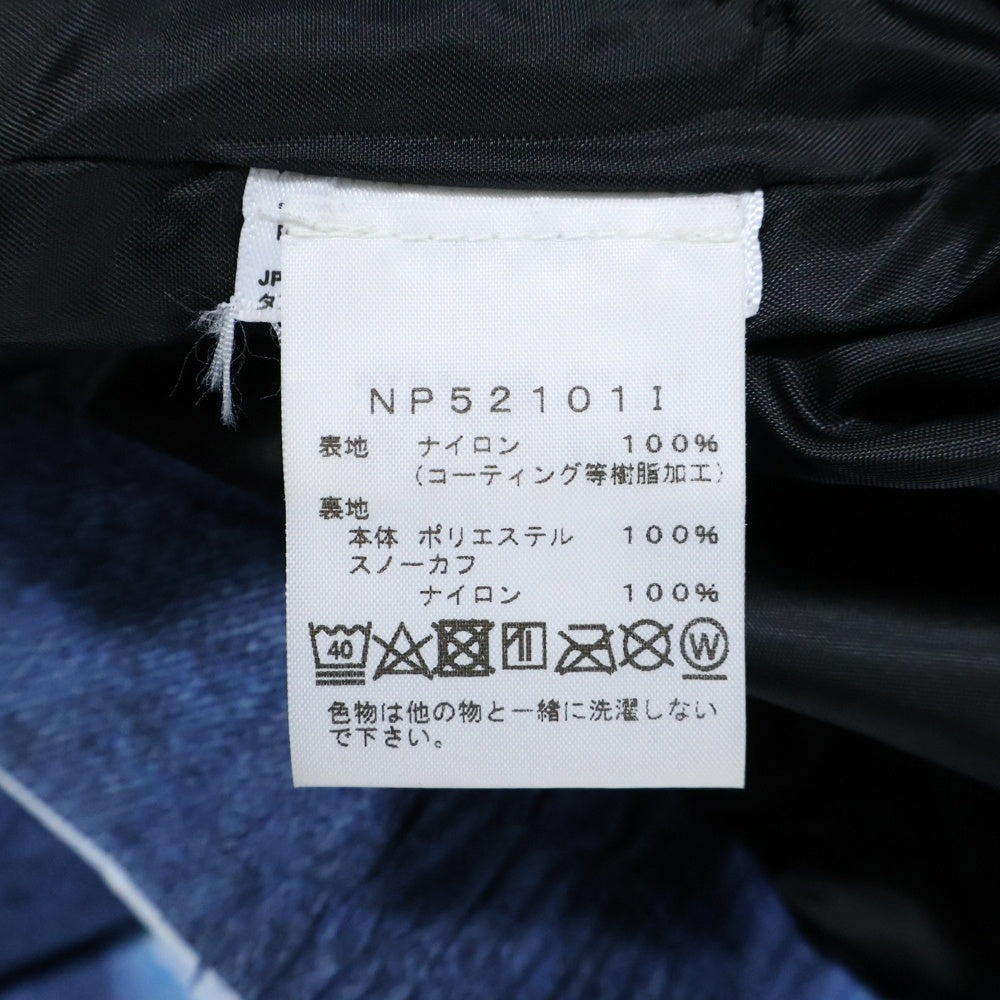 JP
NP52101I
表地 ナイロン 100%
(コーティング等樹脂加工)
裏地
本体 ポリエステル 100%
スノーカフ
ナイロン 100%
40 W
色物は他の物と一緒に洗濯しない
で下さい。